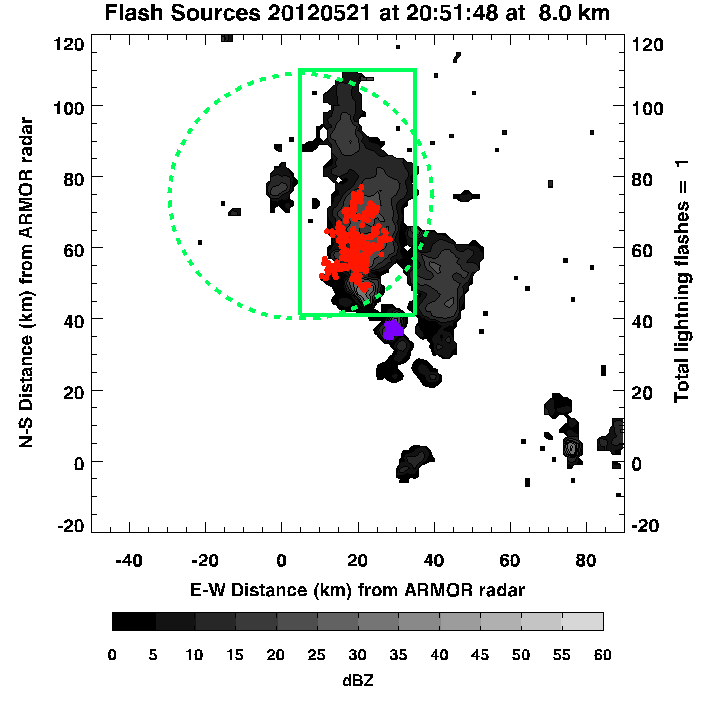 Flash Sources 20120521 at 20:51:48 at  8.0 km
120 120
100 100
80 80
60 60
40 40
20 20
0 0
-20 -20
N-S Distance (km) from ARMOR radar
Total lightning flashes = 1
-40 -20 0 20 40 60 80
E-W Distance (km) from ARMOR radar
0 5 10 15 20 25 30 35 40 45 50 55 60
dBZ